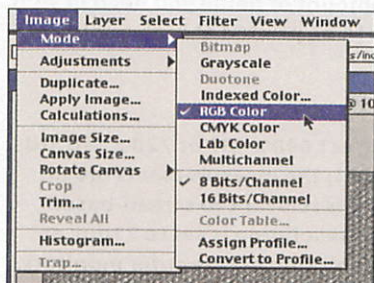 Image Layer Select Filter View Window
Mode
Adjustments
Duplicate...
Apply Image...
Calculations...
Image Size...
Canvas Size...
Rotate Canvas
Crop
Trim...
Reveal All
Histogram...
Trap...
Bitmap
Grayscale
Duotone
Indexed Color...
✓ RGB Color
CMYK Color
Lab Color
Multichannel
✓ 8 Bits/Channel
16 Bits/Channel
Color Table...
Assign Profile...
Convert to Profile...
@ 10